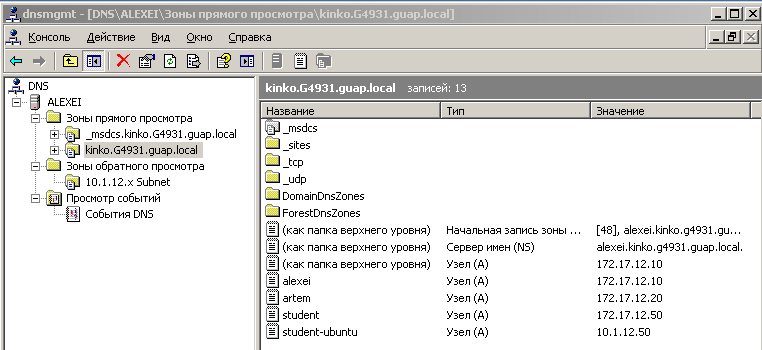 dnsmgmt - [DNS\ALEXEI\Зоны прямого просмотра\kinko.G4931.guap.local]
Консоль Действие Вид Окно Справка
DNS
ALEXEI
Зоны прямого просмотра
_msdcs.kinko.G4931.guap.local
kinko.G4931.guap.local
Зоны обратного просмотра
10.1.12.x Subnet
Просмотр событий
События DNS
kinko.G4931.guap.local записей: 13
Название Тип Значение
_msdcs
_sites
_tcp
_udp
DomainDnsZones
ForestDnsZones
(как папка верхнего уровня) Начальная запись зоны ... [48], alexei.kinko.g4931.gu...
(как папка верхнего уровня) Сервер имен (NS) alexei.kinko.g4931.guap.local.
(как папка верхнего уровня) Узел (A) 172.17.12.10
alexei Узел (A) 172.17.12.10
artem Узел (A) 172.17.12.20
student Узел (A) 172.17.12.50
student-ubuntu Узел (A) 10.1.12.50